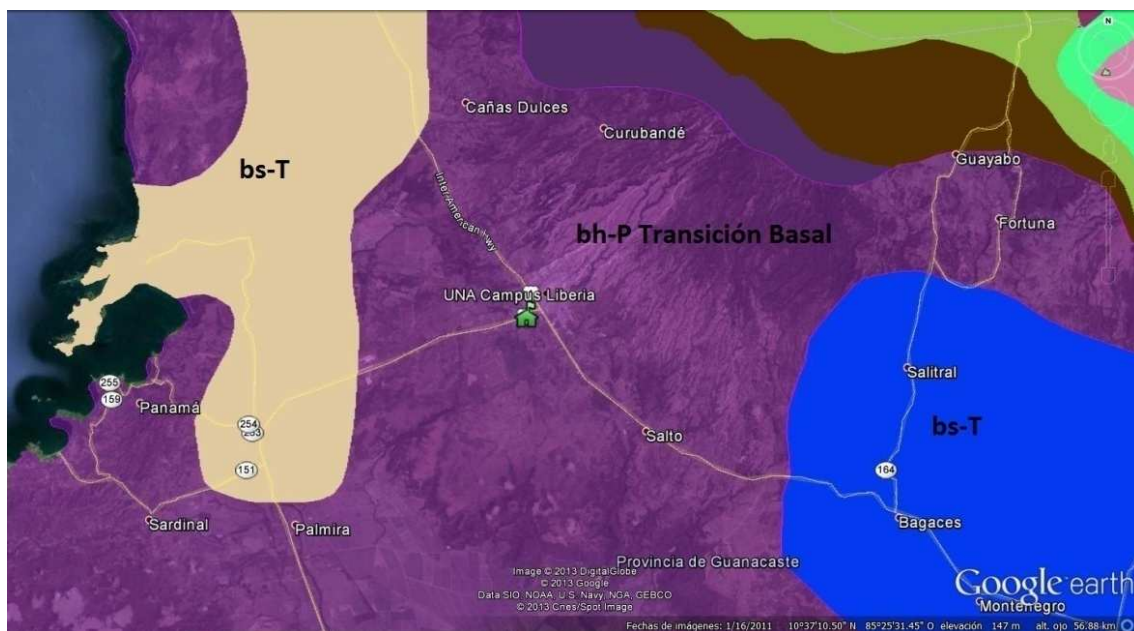 N
Cañas Dulces
Curubandé
Guayabo
bs-T
Inter American Hwy
Fortuna
bh-P Transición Basal
UNA Campus Liberia
Salitral
255
159
Panamá
254
Salto
bs-T
151
164
Sardinal
Palmira
Bagaces
Provincia de Guanacaste
Image © 2013 DigitalGlobe
© 2013 Google
Data SIO, NOAA, U.S. Navy, NGA, GEBCO
© 2013 Cnes/Spot Image
Google earth
Montenegro
Fechas de imágenes: 1/16/2011 10°37'10.50" N 85°25'31.45" O elevación 147 m alt. ojo 56.88 km